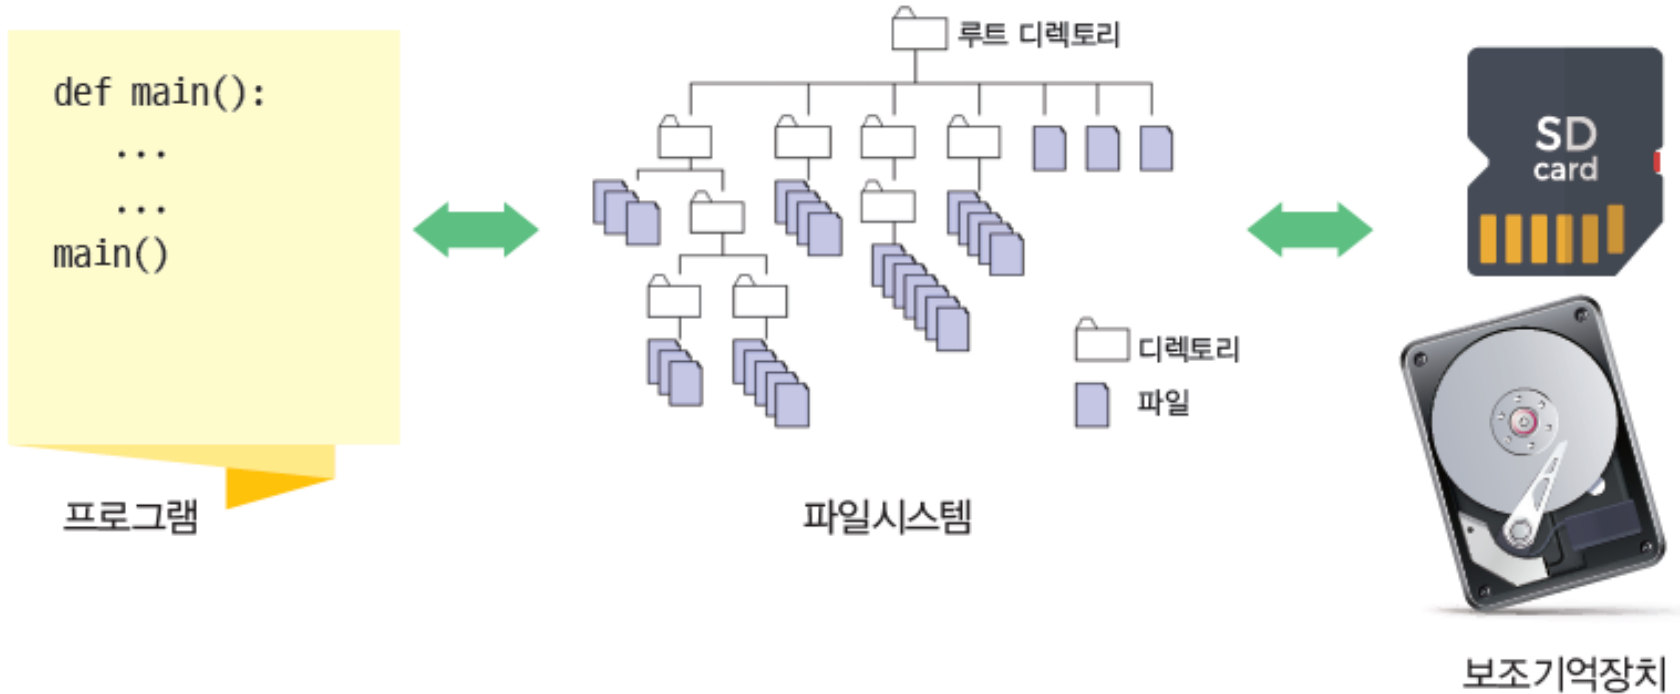 def main():
...
...
main()
프로그램
루트 디렉토리
디렉토리
파일
파일시스템
SD
card
보조기억장치